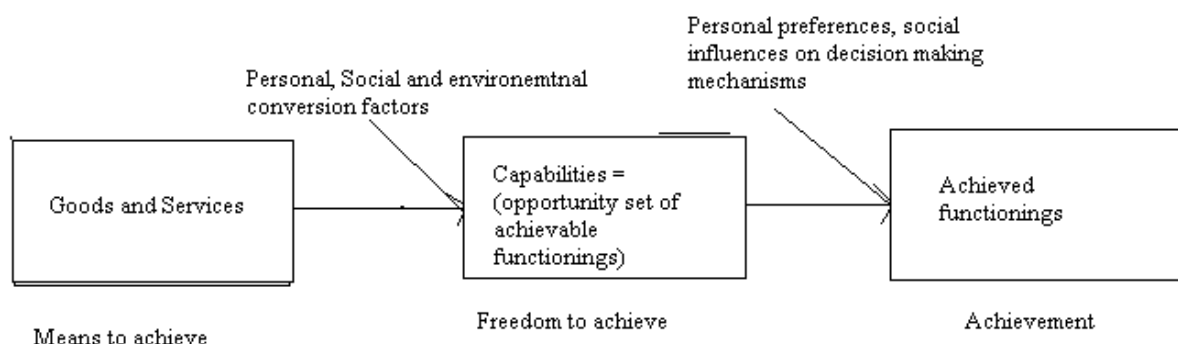 Personal preferences, social
influences on decision making
mechanisms
Personal, Social and environemtnal
conversion factors
Goods and Services
Capabilities =
(opportunity set of
achievable
functionings)
Achieved
functionings
Means to achieve
Freedom to achieve
Achievement